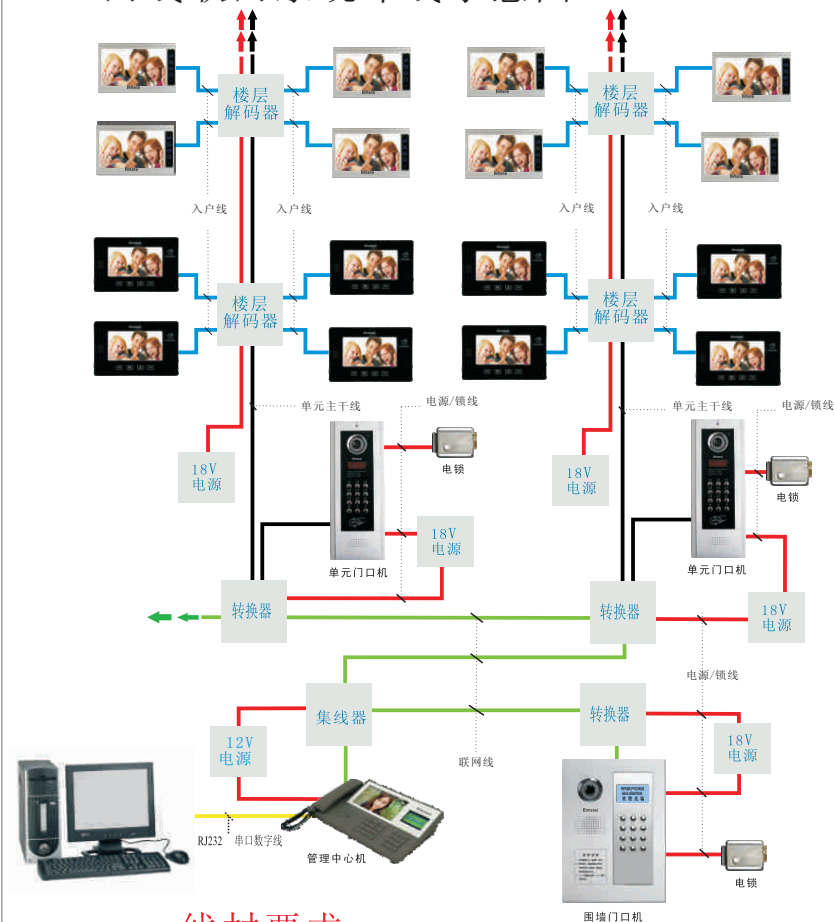 楼层
解码器
楼层
解码器
入户线
入户线
入户线
入户线
楼层
解码器
楼层
解码器
单元主干线
电源/锁线
单元主干线
电源/锁线
18V
电源
电锁
18V
电源
电锁
18V
电源
单元门口机
单元门口机
转换器
转换器
18V
电源
电源/锁线
集线器
转换器
12V
电源
联网线
18V
电源
RJ232
串口数字线
管理中心机
电锁
围墙门口机